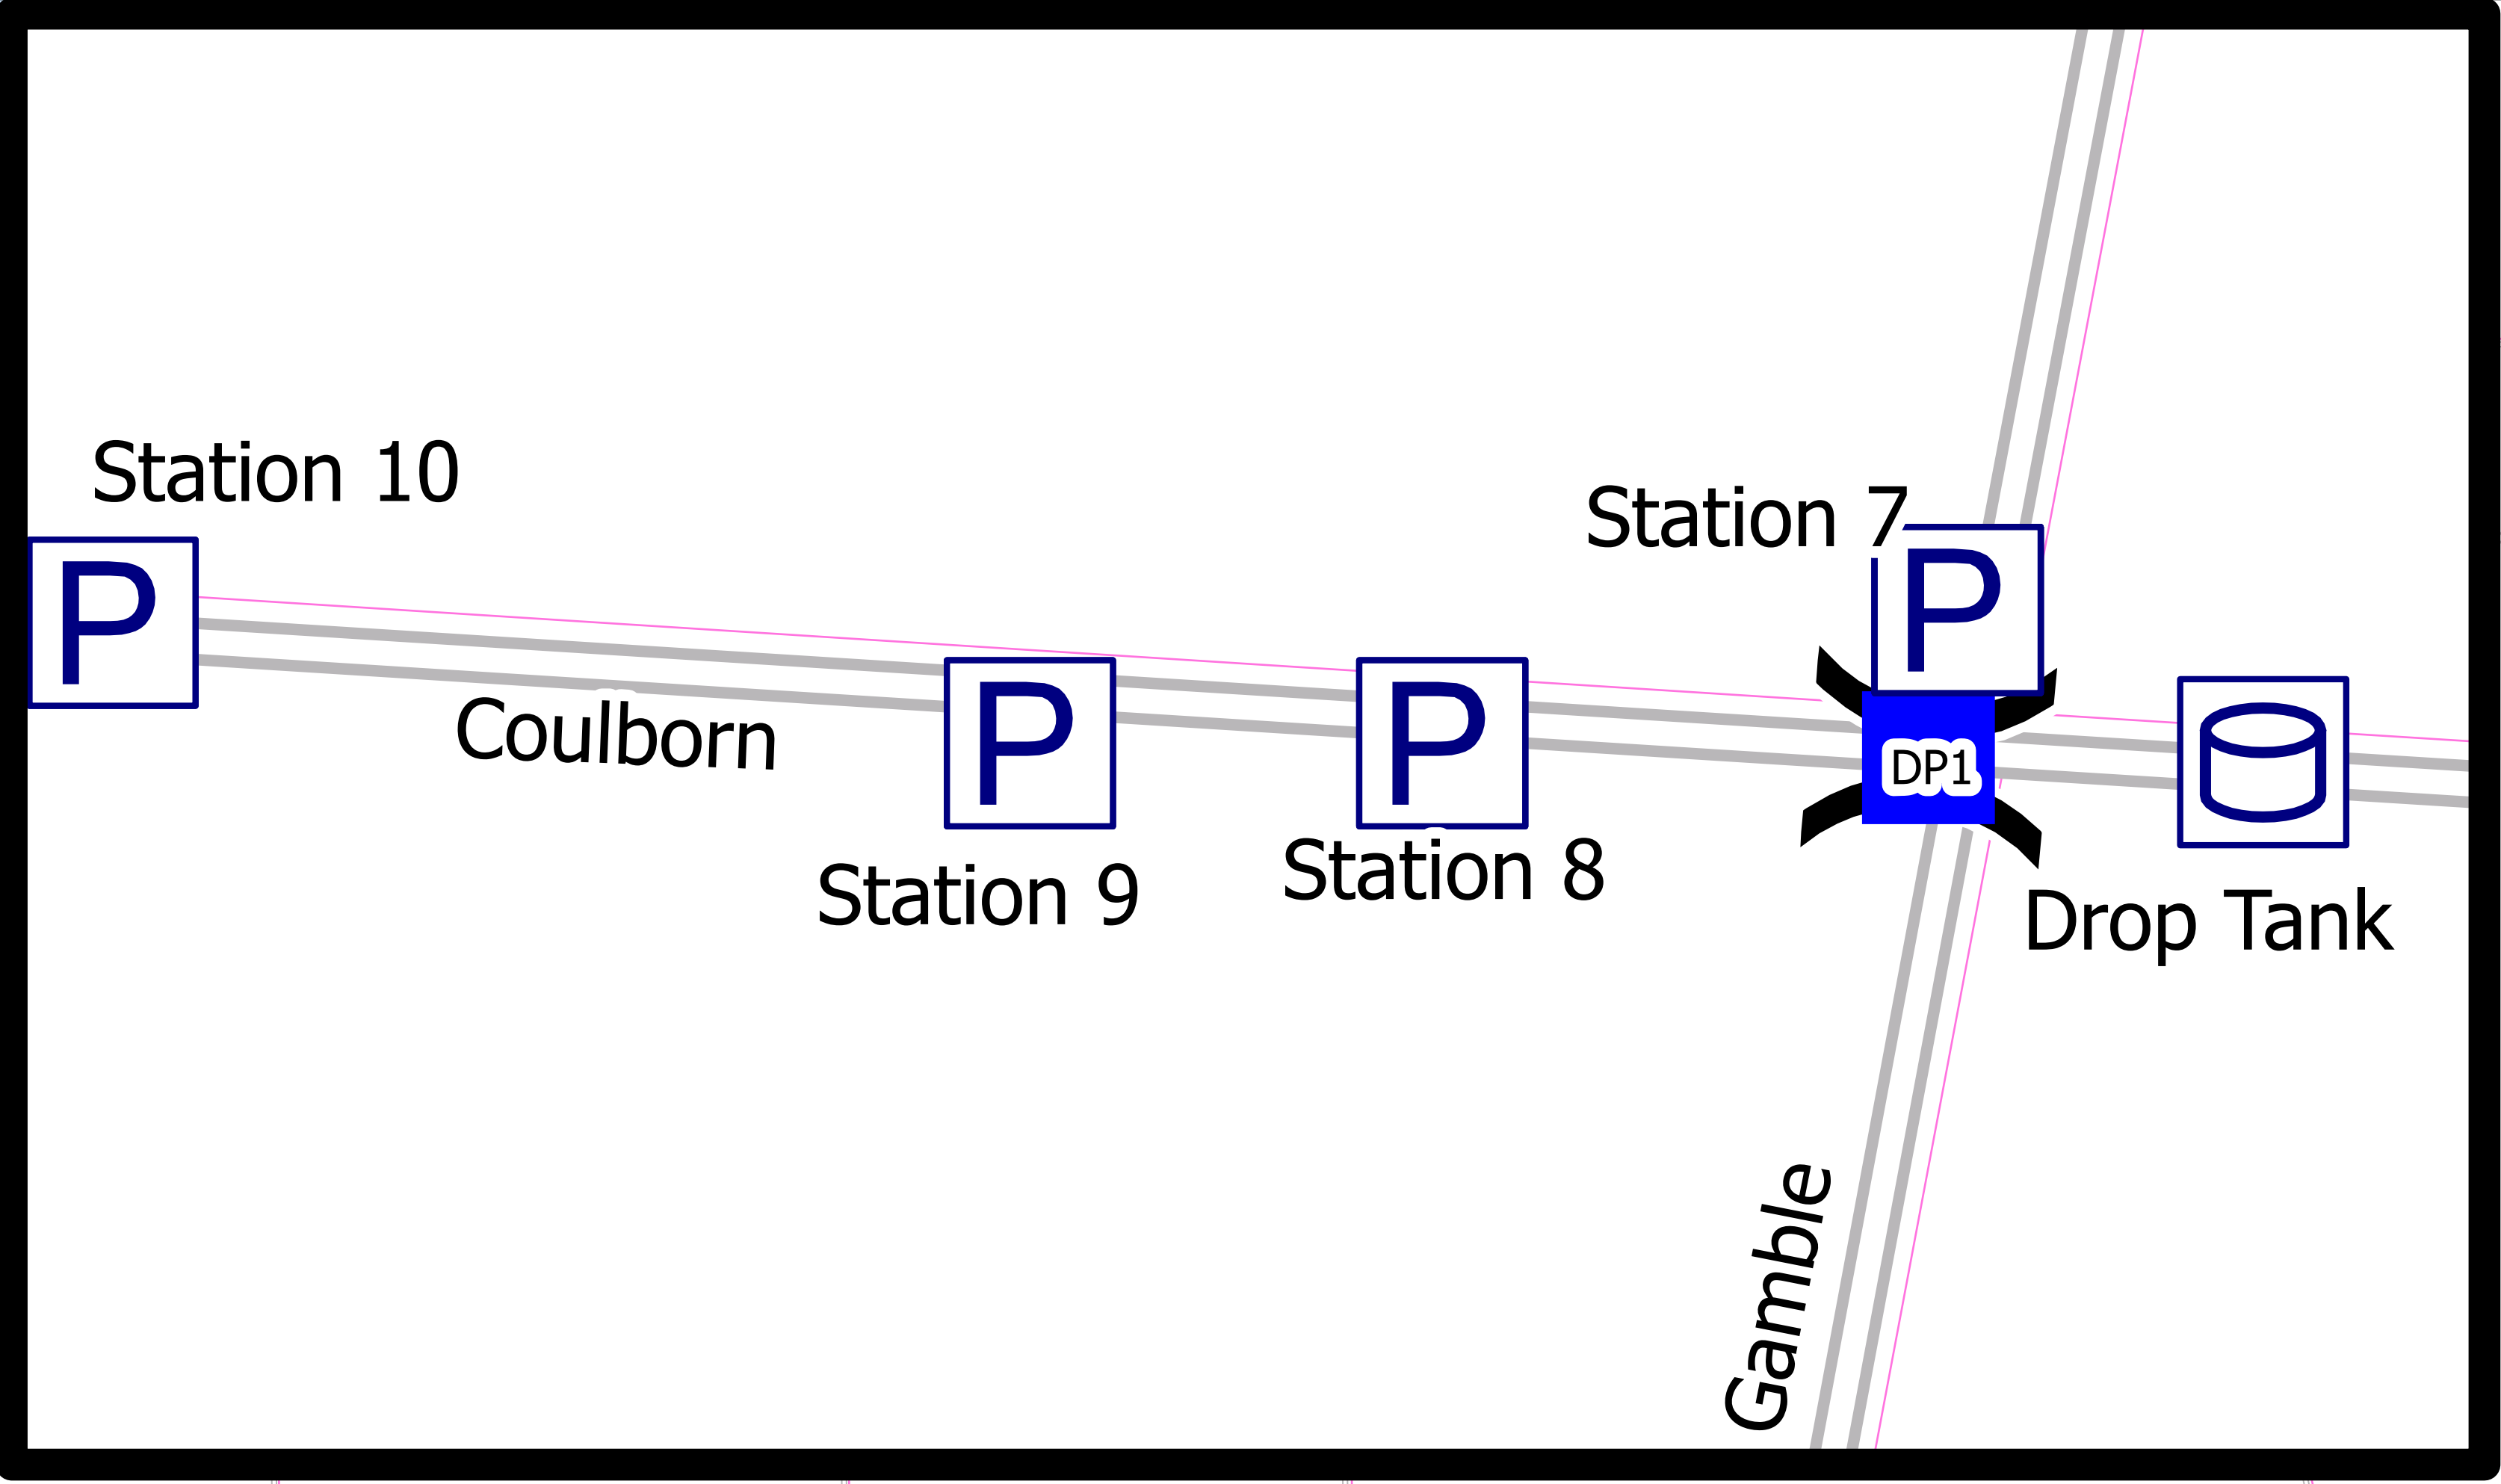 Station 10
Station 7
P
P
P
P
Coulborn
DP1
Station 8
Station 9
Drop Tank
Gamble